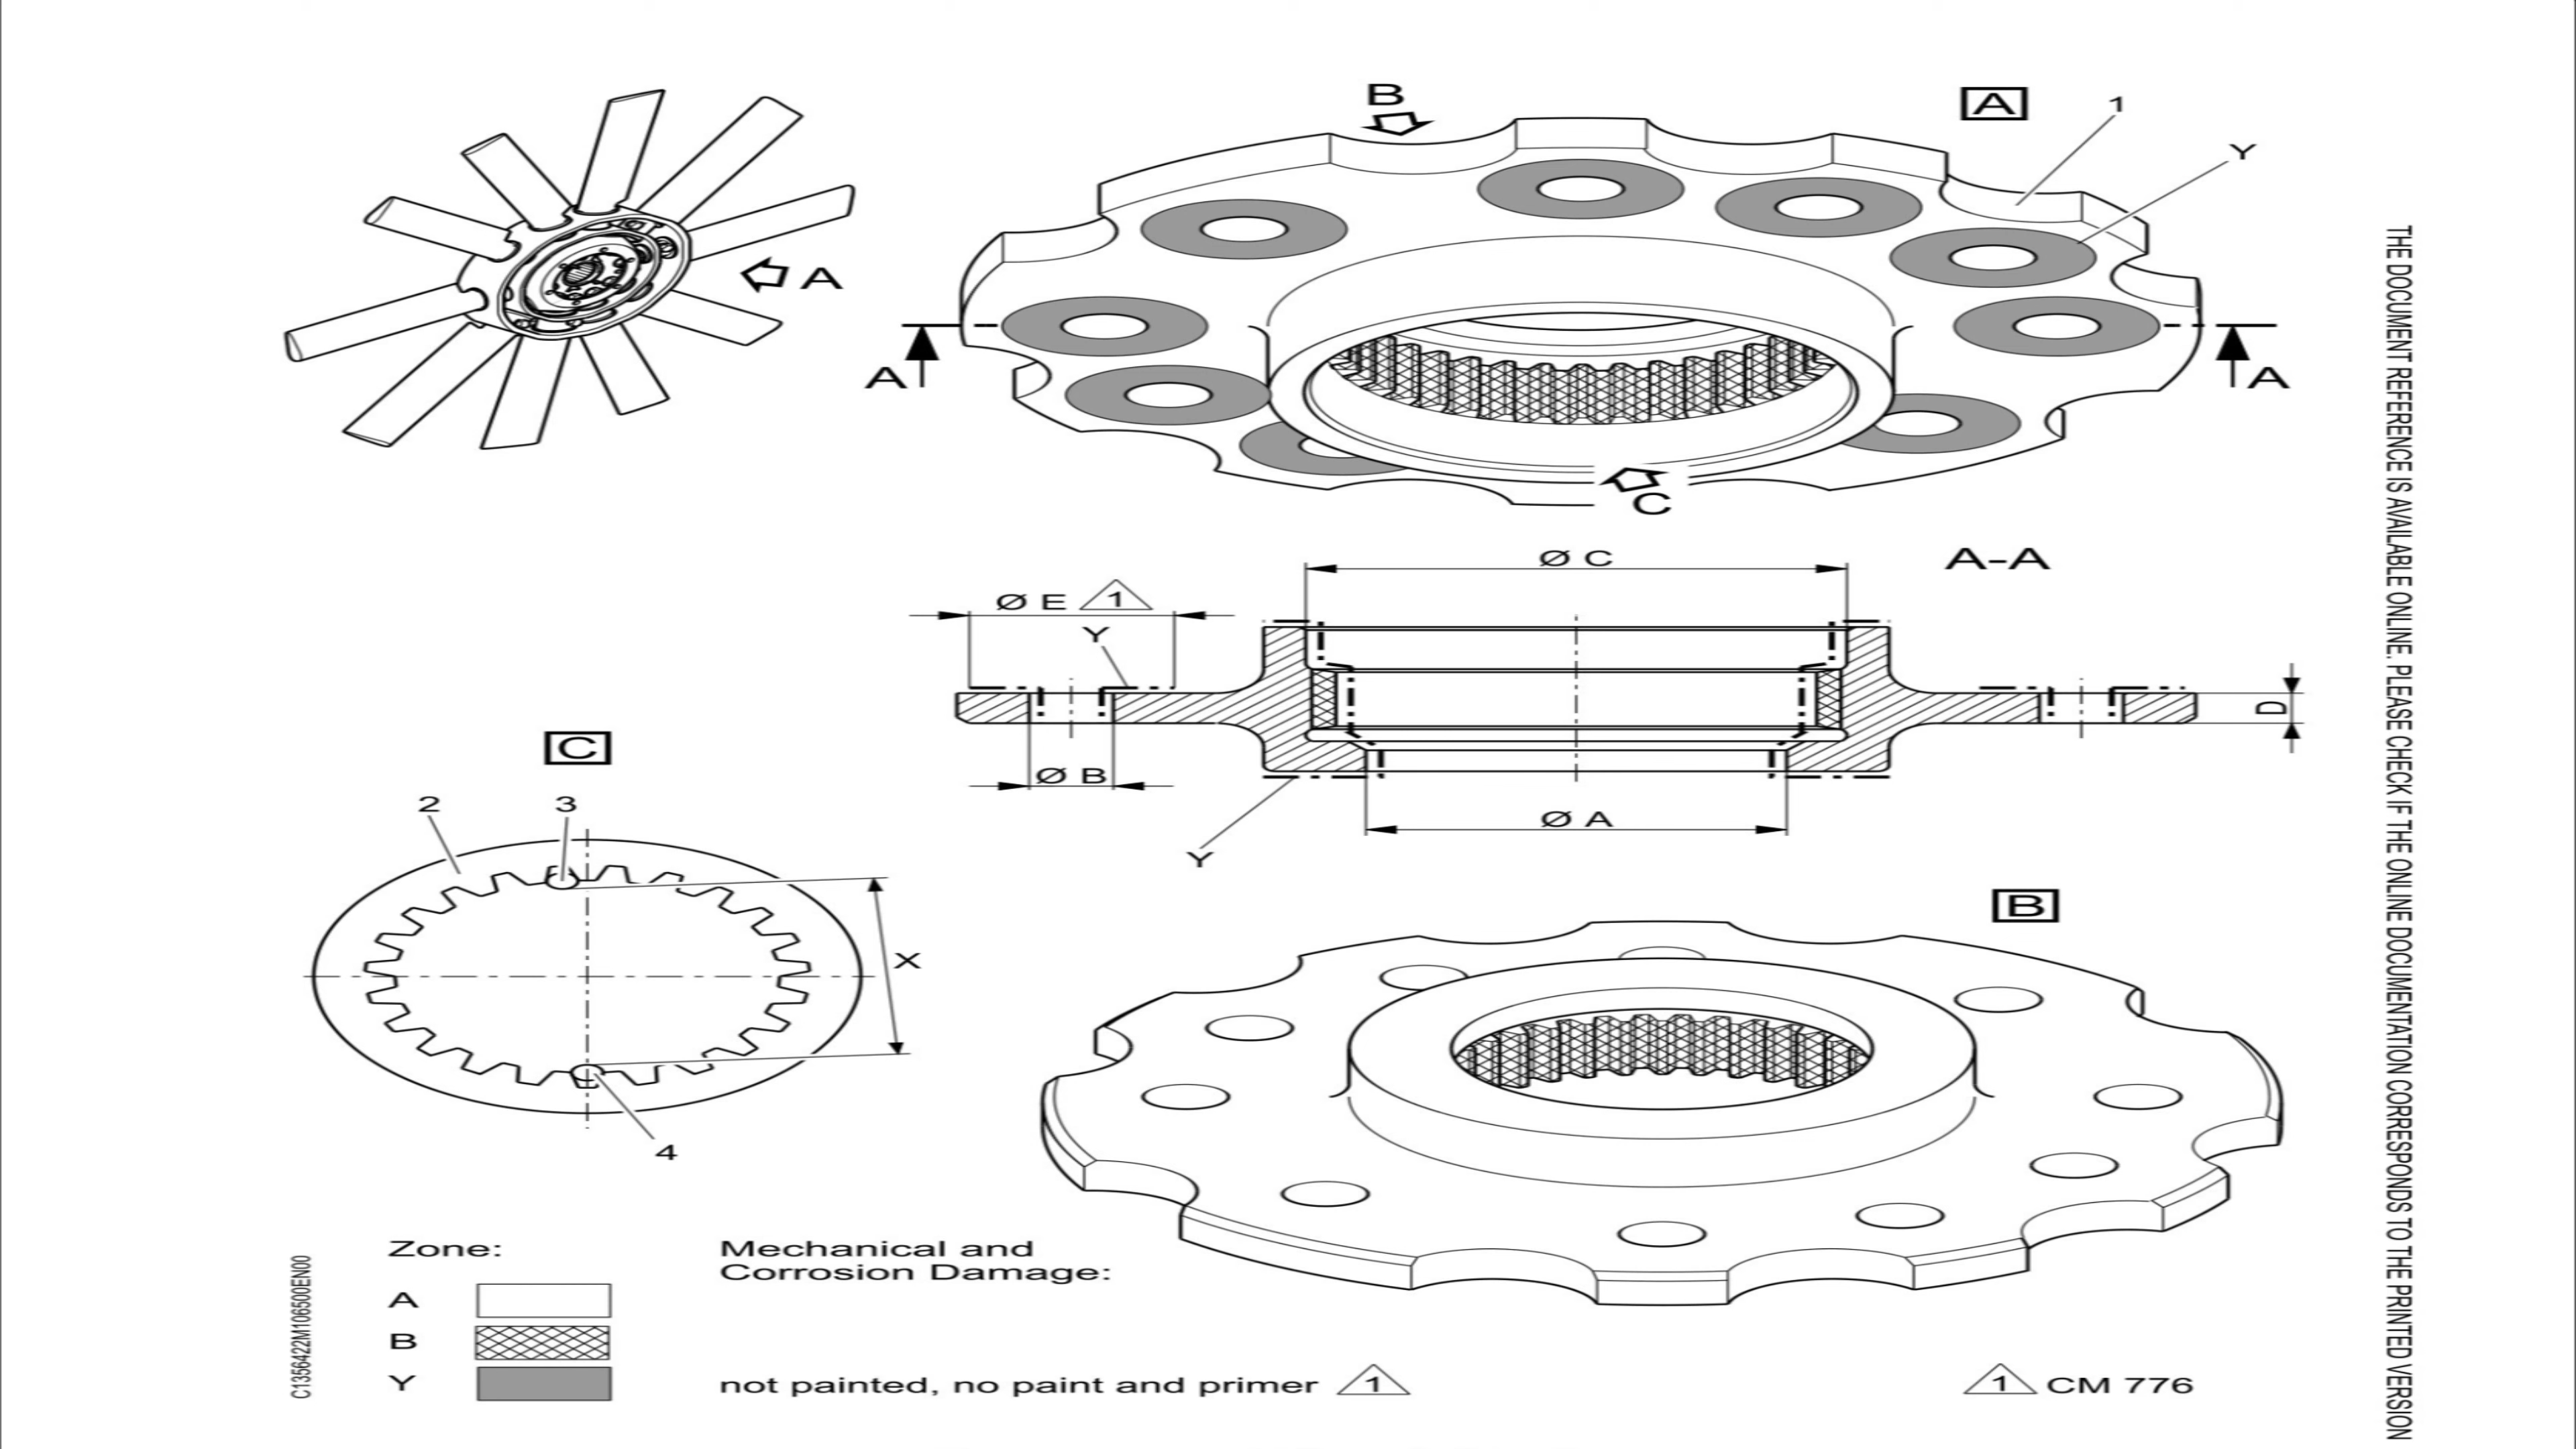 B
A
1
Y
A
A
A
C
Ø C
A-A
Ø E 1
Y
D
C
Ø B
2
3
Ø A
Y
B
X
4
Zone:
Mechanical and
Corrosion Damage:
A
B
Y
not painted, no paint and primer 1
1 CM 776
C1356422M106500EN00
THE DOCUMENT REFERENCE IS AVAILABLE ONLINE. PLEASE CHECK IF THE ONLINE DOCUMENTATION CORRESPONDS TO THE PRINTED VERSION